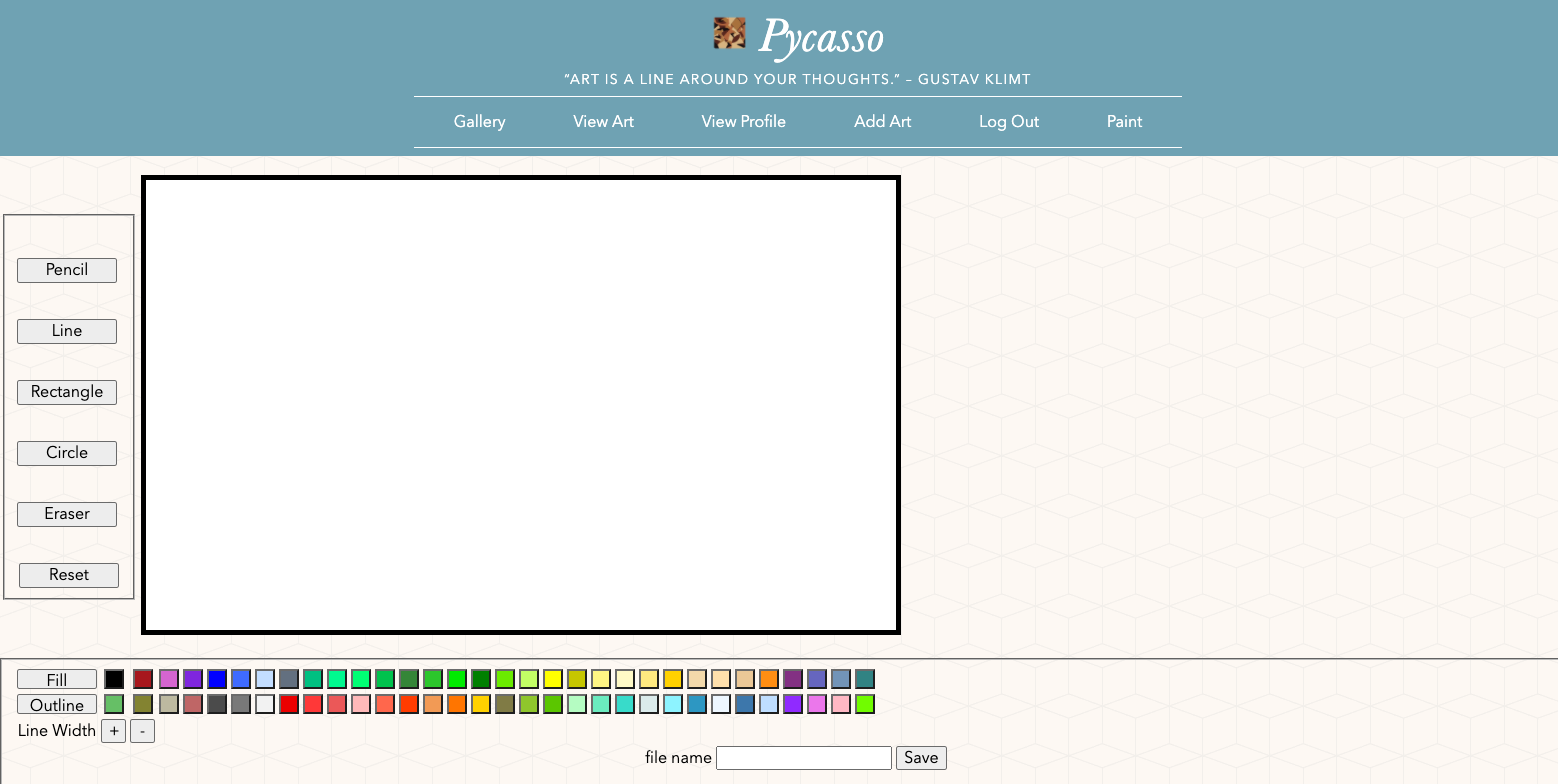 Pycasso
“ART IS A LINE AROUND YOUR THOUGHTS.” – GUSTAV KLIMT
Gallery View Art View Profile Add Art Log Out Paint
Pencil
Line
Rectangle
Circle
Eraser
Reset
Fill
Outline
Line Width + -
file name Save